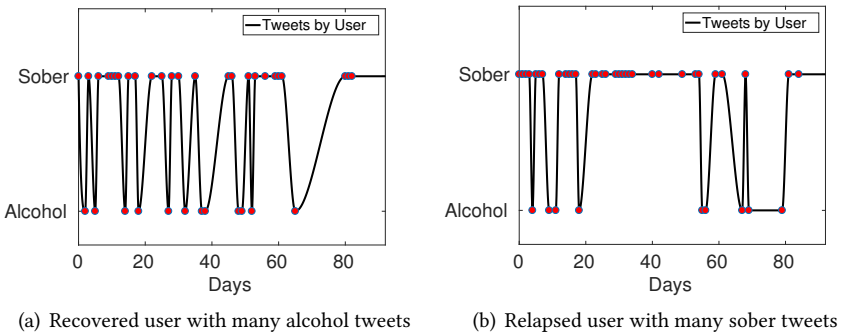 Tweets by User
Sober
Alcohol
0 20 40 60 80
Days
(a) Recovered user with many alcohol tweets
Tweets by User
Sober
Alcohol
0 20 40 60 80
Days
(b) Relapsed user with many sober tweets